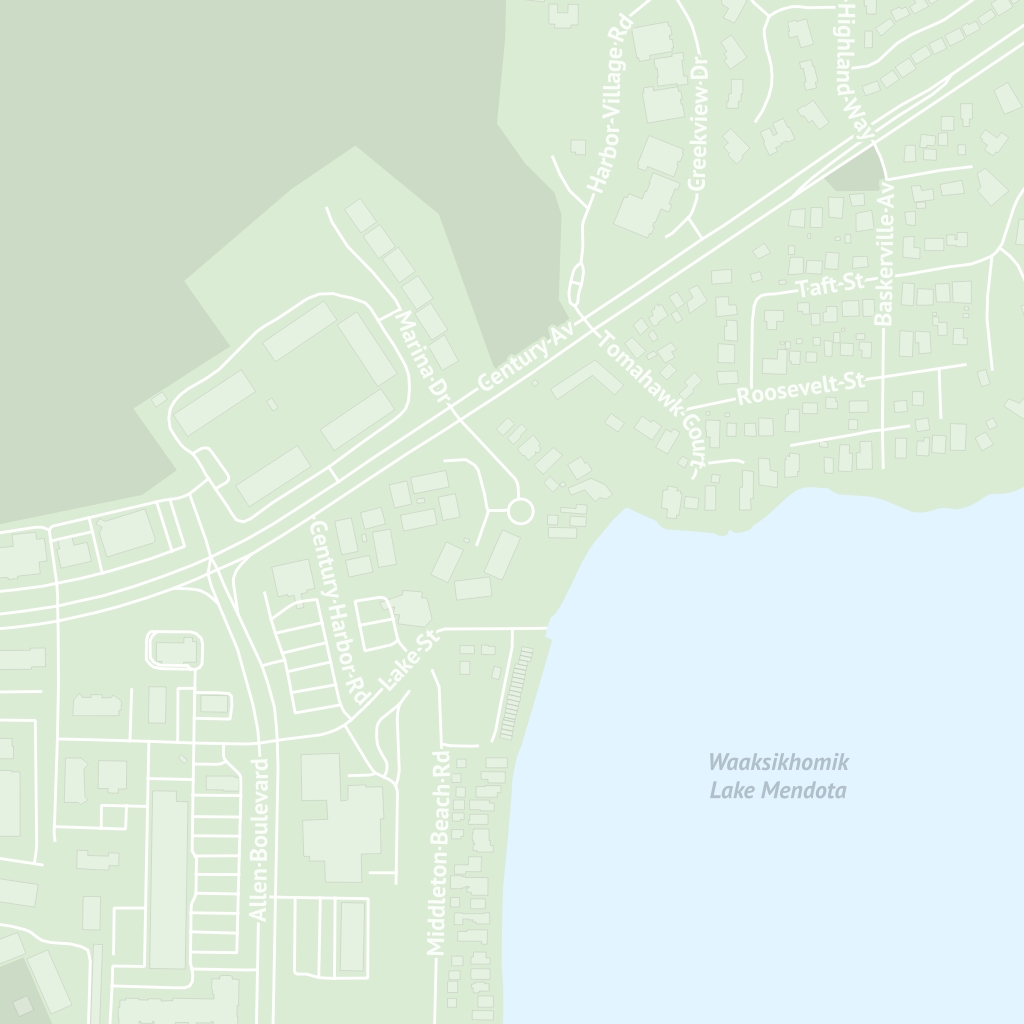 Harbor Village Rd
Creekview Dr
Highland Way
Baskerville Av
Taft St
Roosevelt St
Century Av
Tomahawk Court
Marina Dr
Century Harbor Rd
Lake St
Allen Boulevard
Middleton Beach Rd
Waaksikhomik
Lake Mendota